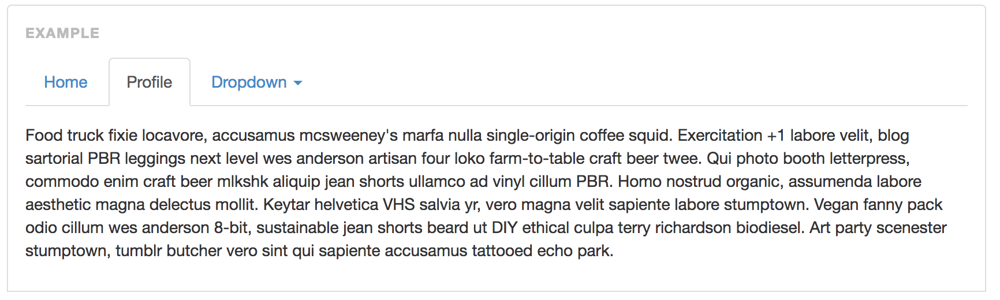 EXAMPLE
Home Profile Dropdown
Food truck fixie locavore, accusamus mcsweeney's marfa nulla single-origin coffee squid. Exercitation +1 labore velit, blog
sartorial PBR leggings next level wes anderson artisan four loko farm-to-table craft beer twee. Qui photo booth letterpress,
commodo enim craft beer mlkshk aliquip jean shorts ullamco ad vinyl cillum PBR. Homo nostrud organic, assumenda labore
aesthetic magna delectus mollit. Keytar helvetica VHS salvia yr, vero magna velit sapiente labore stumptown. Vegan fanny pack
odio cillum wes anderson 8-bit, sustainable jean shorts beard ut DIY ethical culpa terry richardson biodiesel. Art party scenester
stumptown, tumblr butcher vero sint qui sapiente accusamus tattooed echo park.